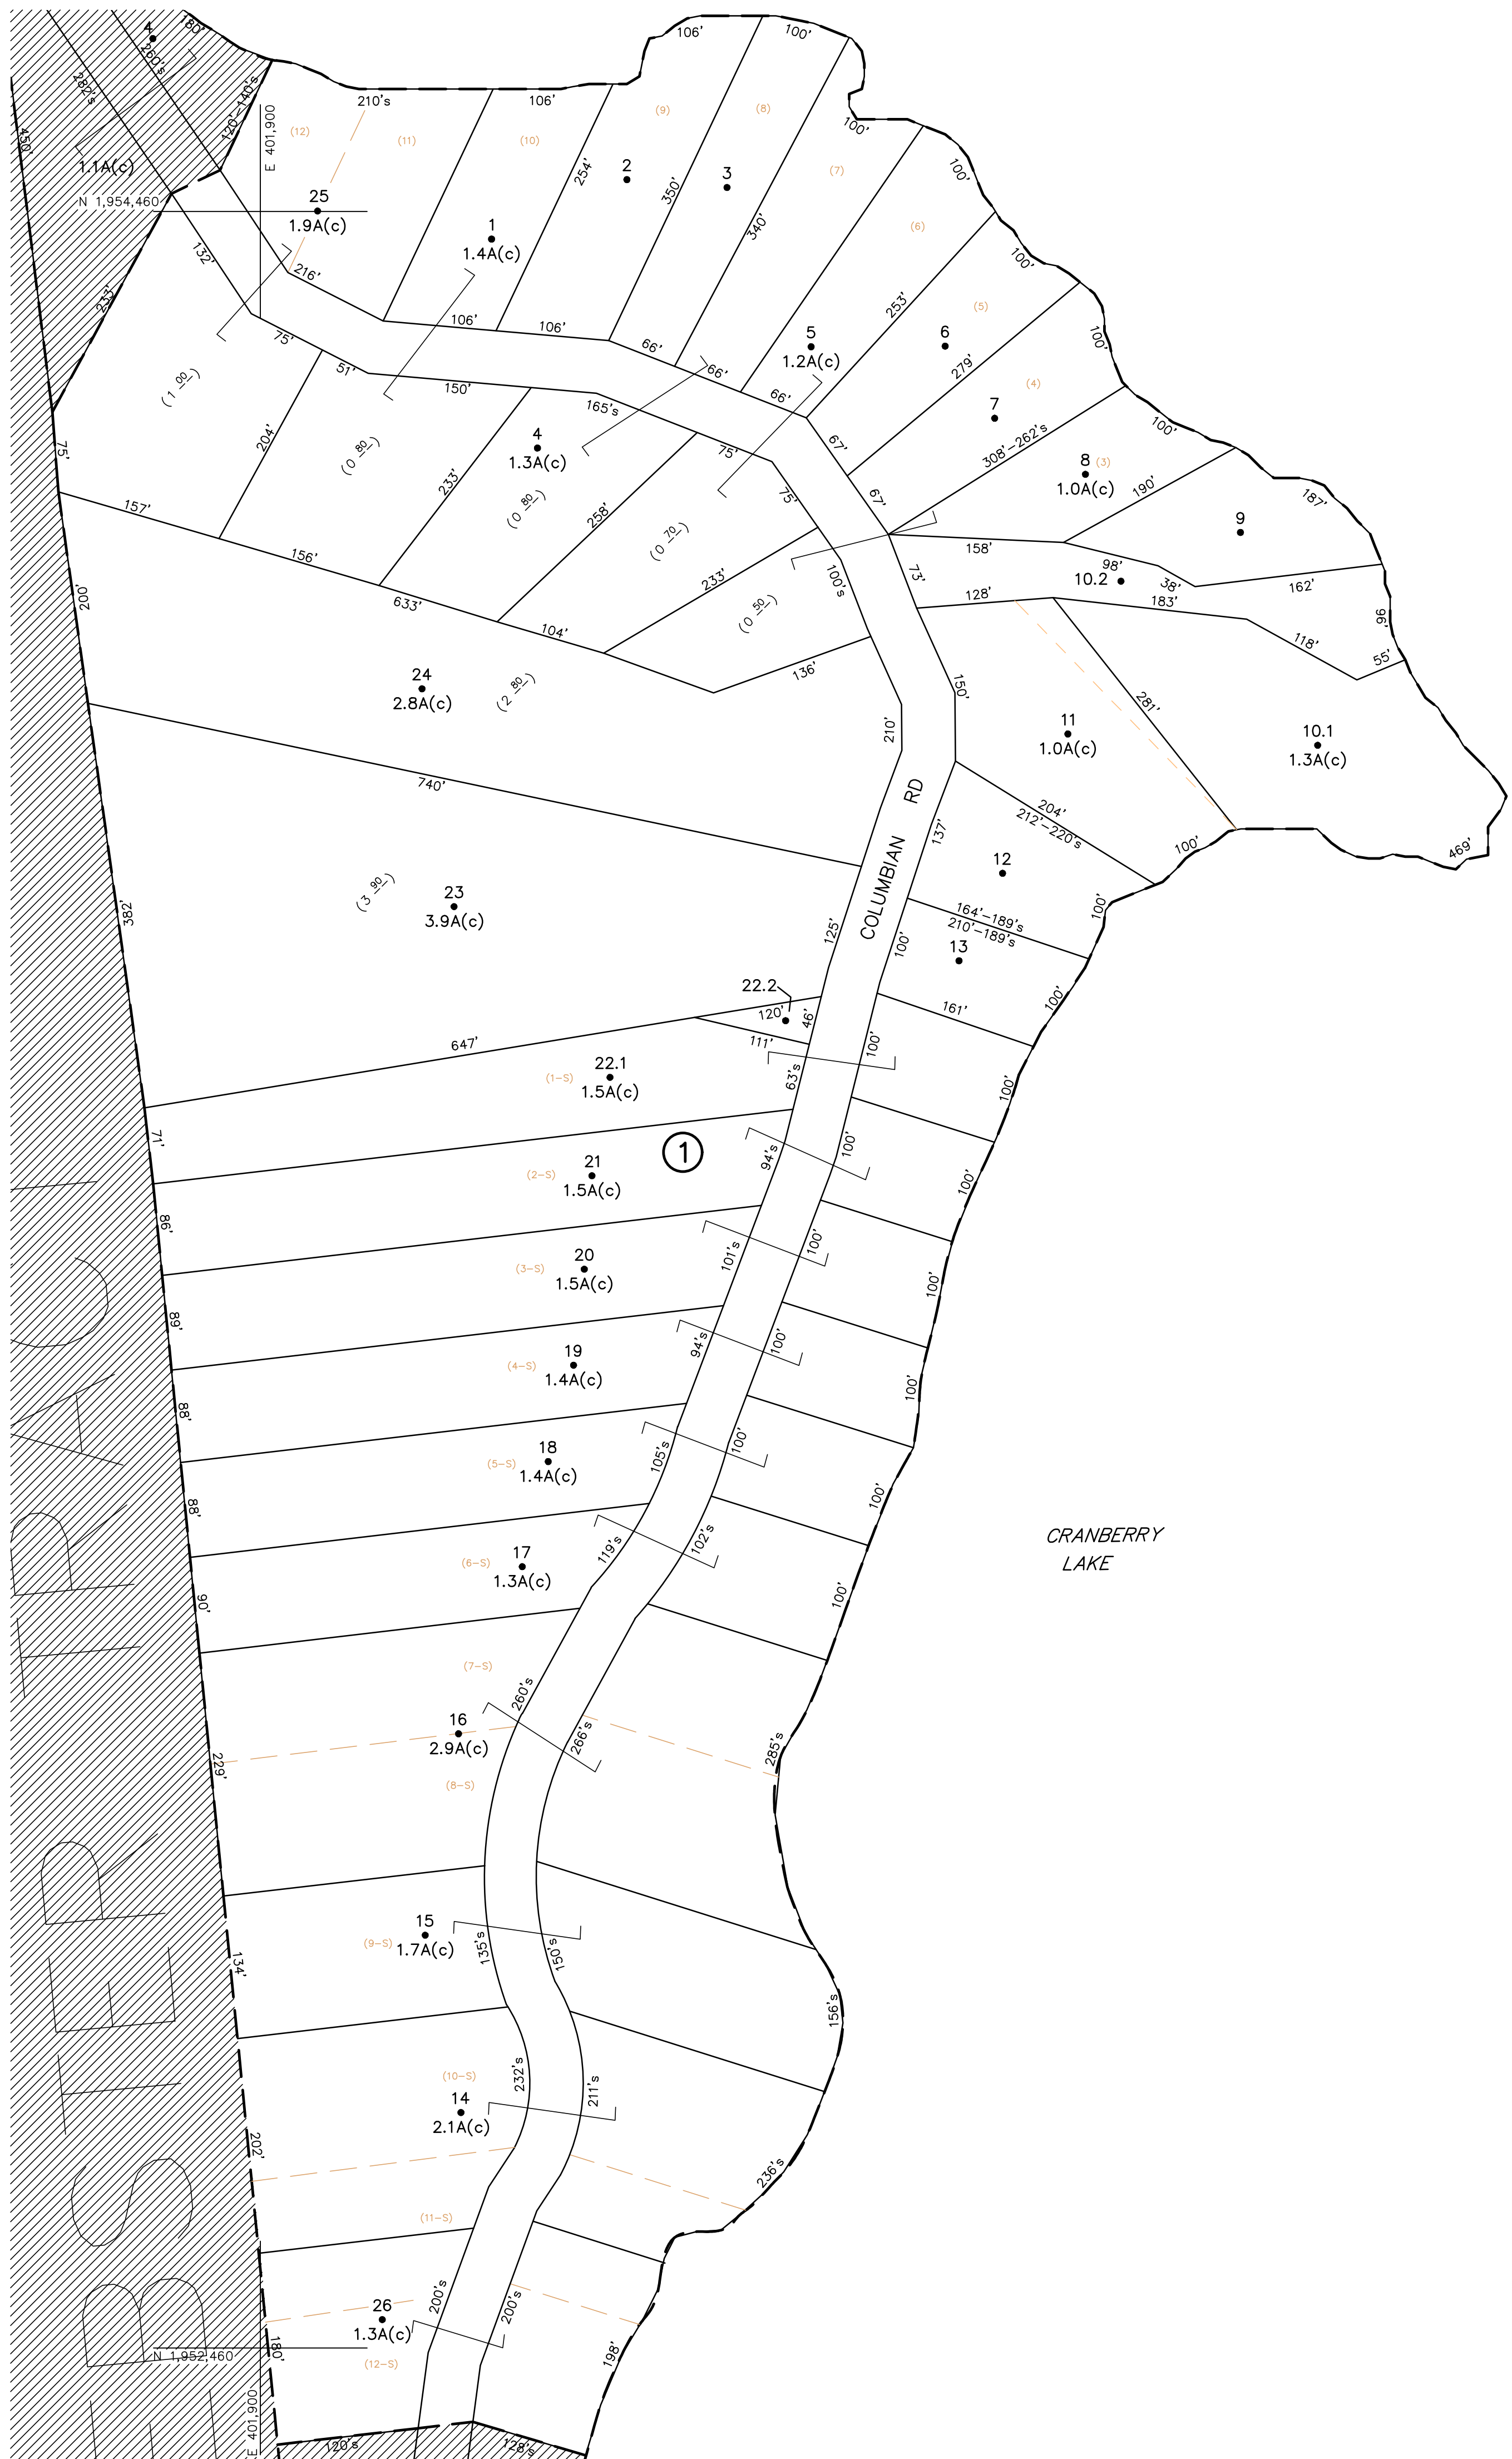 4
180'
260's
282's
450'
120'-140's
1.1A(c)
N 1,954,460
E 401,900
210's
106'
106'
100'
(12)
(11)
(10)
(9)
(8)
(7)
(6)
(5)
(4)
(3)
25
1.9A(c)
1
1.4A(c)
254'
2
350'
3
340'
100'
100'
100'
100'
100'
187'
132'
216'
233'
75'
51'
106'
106'
66'
66'
66'
150'
165's
75'
75'
67'
67'
5
1.2A(c)
253'
6
279'
7
308'-262's
8
1.0A(c)
190'
9
(1 00)
204'
(0 80)
4
1.3A(c)
233'
(0 80)
258'
(0 70)
233'
(0 50)
75'
157'
156'
633'
104'
136'
100's
73'
158'
98'
38'
162'
10.2
128'
183'
118'
96'
55'
200'
24
2.8A(c)
(2 80)
210'
150'
11
1.0A(c)
281'
10.1
1.3A(c)
740'
COLUMBIAN RD
137'
204'
212'-220's
100'
469'
12
382'
23
3.9A(c)
(3 90)
125'
100'
164'-189's
210'-189's
100'
13
22.2
120'
46'
111'
161'
100'
647'
100'
63's
22.1
1.5A(c)
(1-S)
100'
71'
1
94's
100'
21
1.5A(c)
(2-S)
100'
86'
101's
100'
20
1.5A(c)
(3-S)
100'
89'
94's
100'
19
1.4A(c)
(4-S)
100'
88'
105's
100'
18
1.4A(c)
(5-S)
100'
88'
119's
102's
17
1.3A(c)
(6-S)
100'
90'
CRANBERRY
LAKE
(7-S)
260's
266's
285's
16
2.9A(c)
(8-S)
229'
15
1.7A(c)
(9-S)
135's
150's
134'
156's
(10-S)
14
2.1A(c)
232's
211's
202'
236's
(11-S)
26
1.3A(c)
(12-S)
200's
200's
198'
180'
N 1,952,460
E 401,900
120's
128's